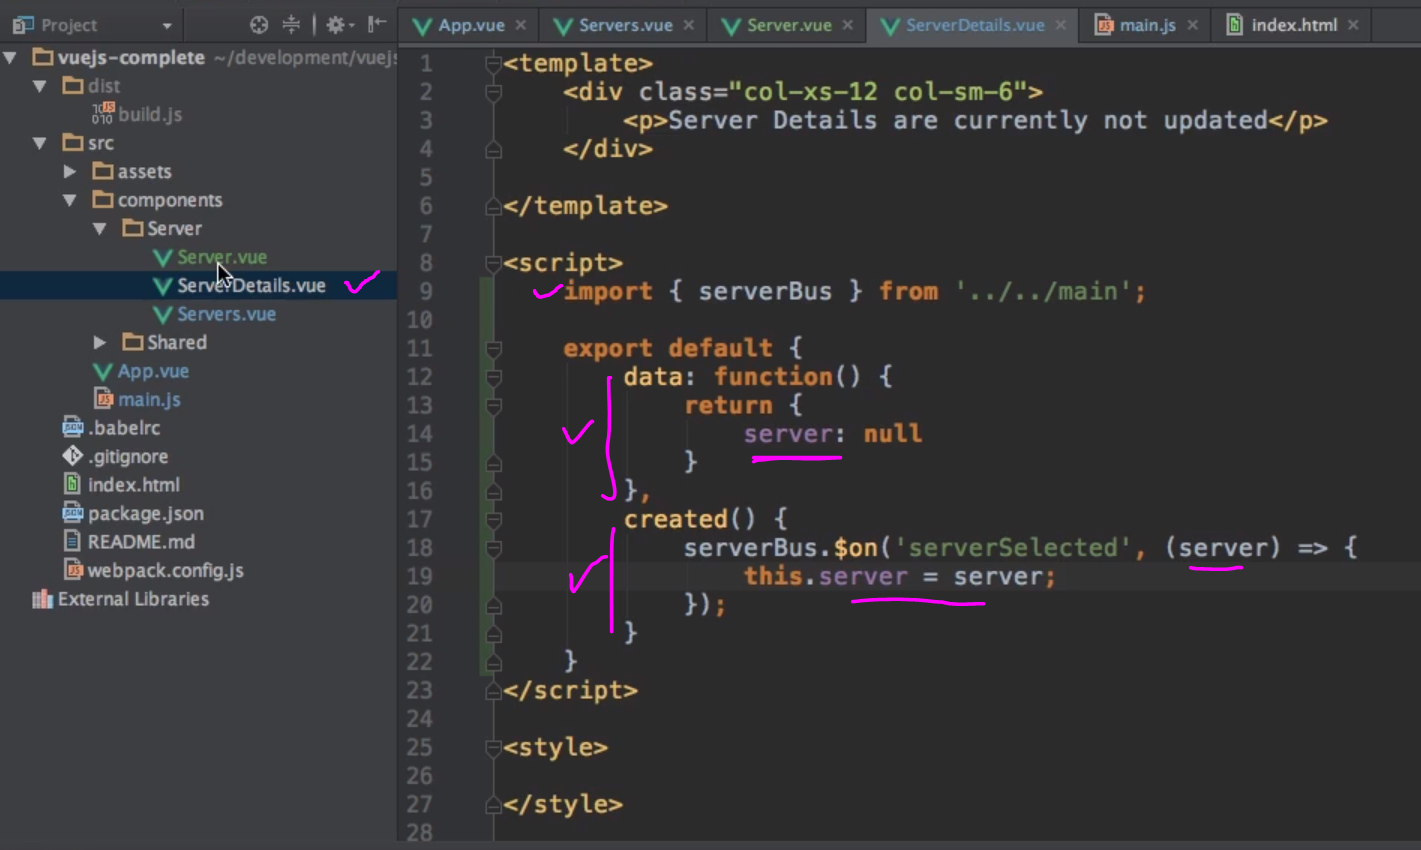 Project
App.vue
Servers.vue
Server.vue
ServerDetails.vue
main.js
index.html
vuejs-complete ~/development/vuejs
dist
build.js
src
assets
components
Server
Server.vue
ServerDetails.vue
Servers.vue
Shared
App.vue
main.js
.babelrc
.gitignore
index.html
package.json
README.md
webpack.config.js
External Libraries
1 <template>
2 <div class="col-xs-12 col-sm-6">
3 <p>Server Details are currently not updated</p>
4 </div>
5
6 </template>
7
8 <script>
9 import { serverBus } from '../../main';
10
11 export default {
12 data: function() {
13 return {
14 server: null
15 }
16 },
17 created() {
18 serverBus.$on('serverSelected', (server) => {
19 this.server = server;
20 });
21 }
22 }
23 </script>
24
25 <style>
26
27 </style>
28